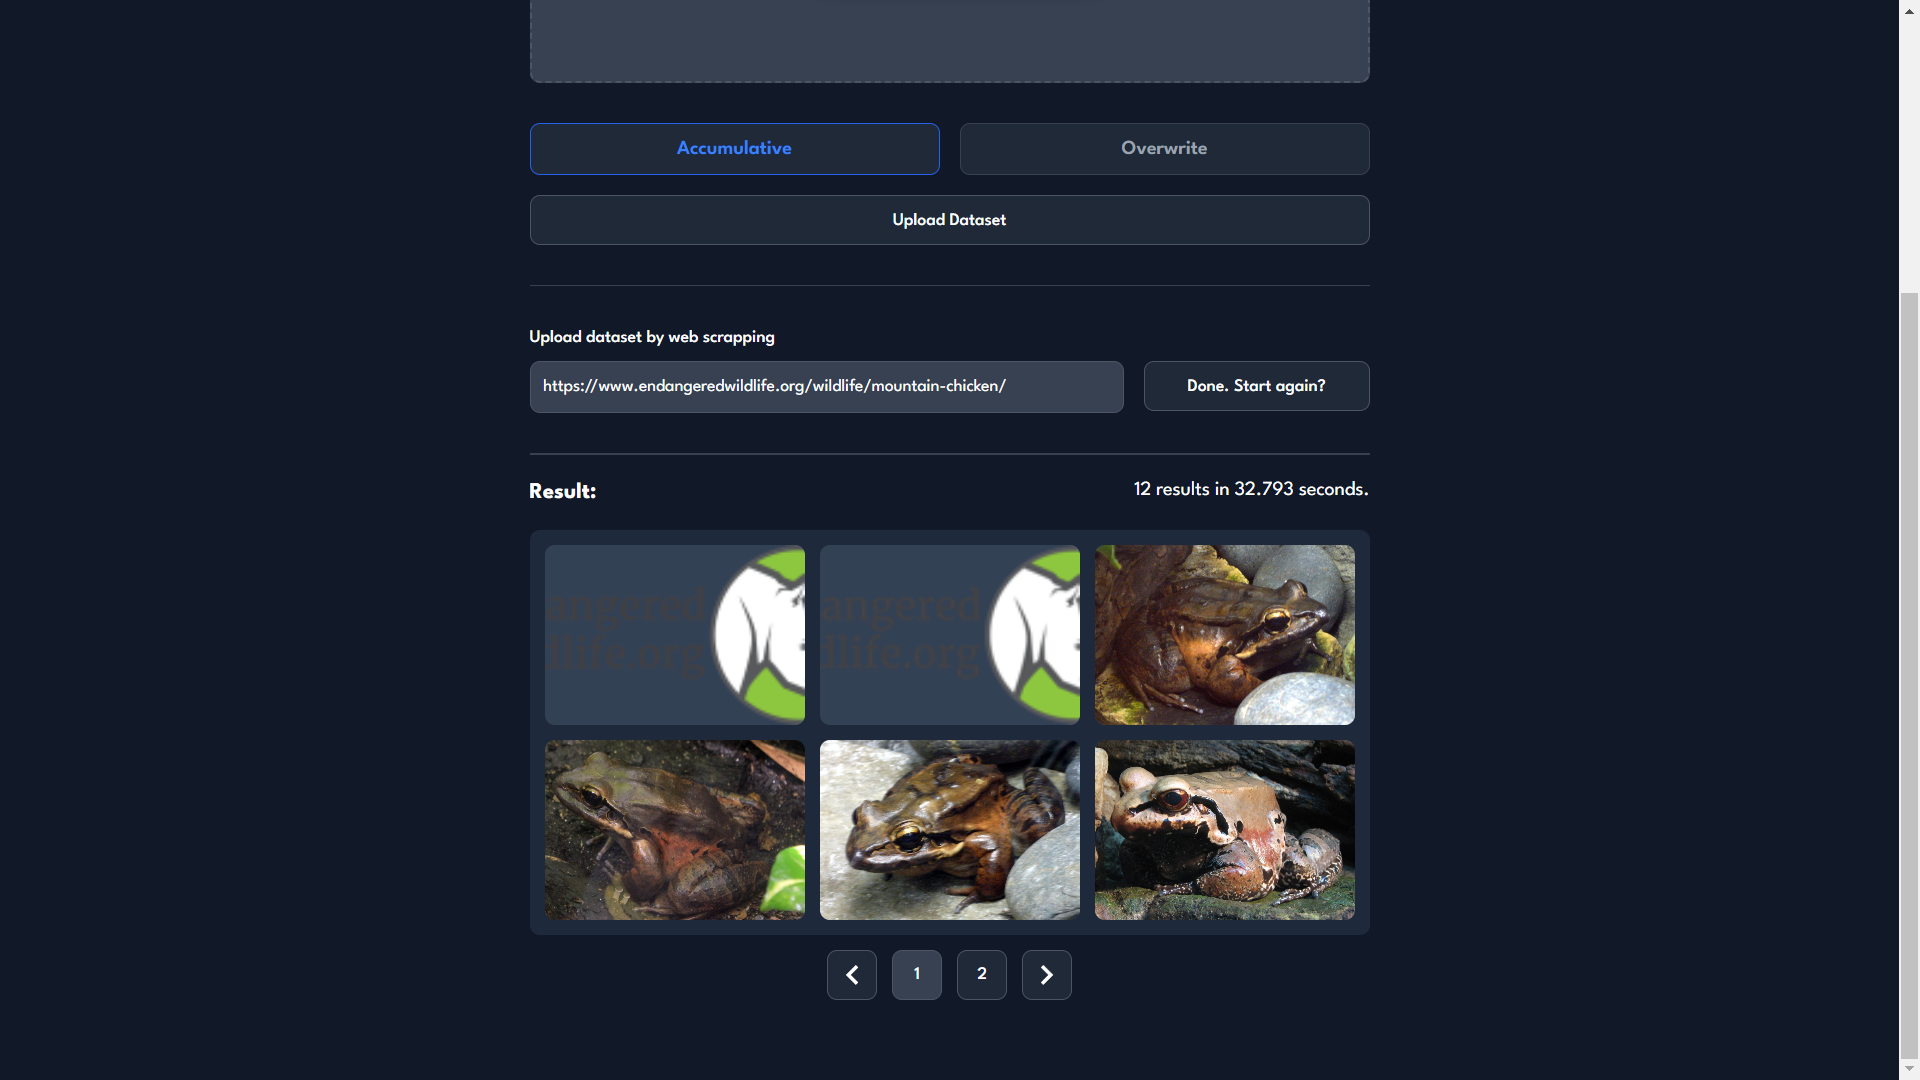 Accumulative
Overwrite
Upload Dataset
Upload dataset by web scrapping
https://www.endangeredwildlife.org/wildlife/mountain-chicken/
Done. Start again?
Result:
12 results in 32.793 seconds.
angered
dlife.org
angered
dlife.org
1
2